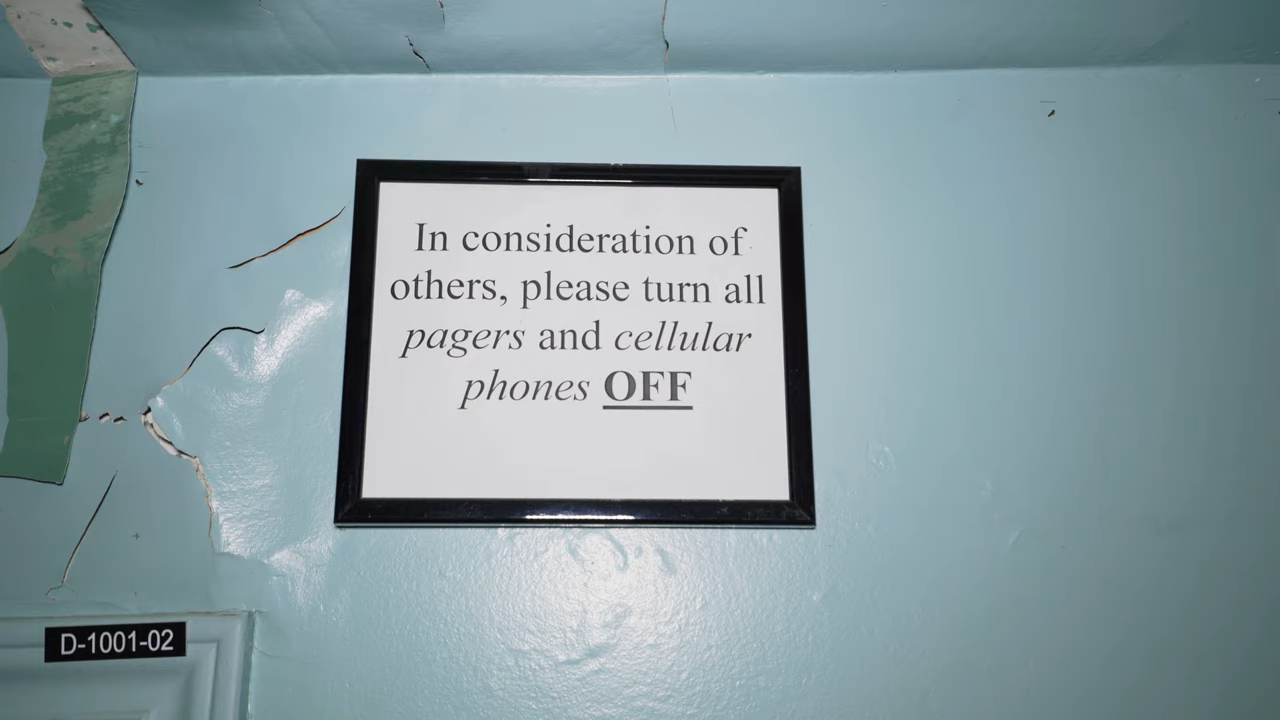 In consideration of
others, please turn all
pagers and cellular
phones OFF
D-1001-02